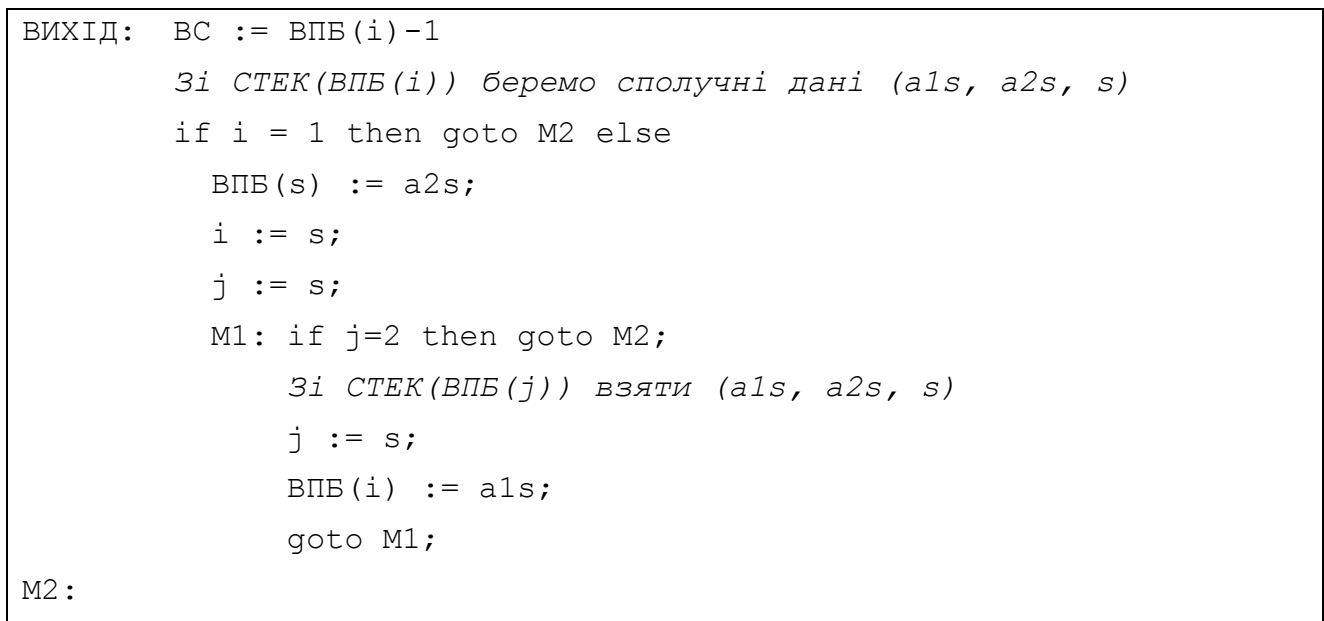 ВИХІД:  ВС := ВПБ(i)-1
Зі СТЕК(ВПБ(i)) беремо сполучні дані (a1s, a2s, s)
if i = 1 then goto M2 else
ВПБ(s) := a2s;
i := s;
j := s;
M1: if j=2 then goto M2;
Зі СТЕК(ВПБ(j)) взяти (a1s, a2s, s)
j := s;
ВПБ(i) := a1s;
goto M1;
M2: